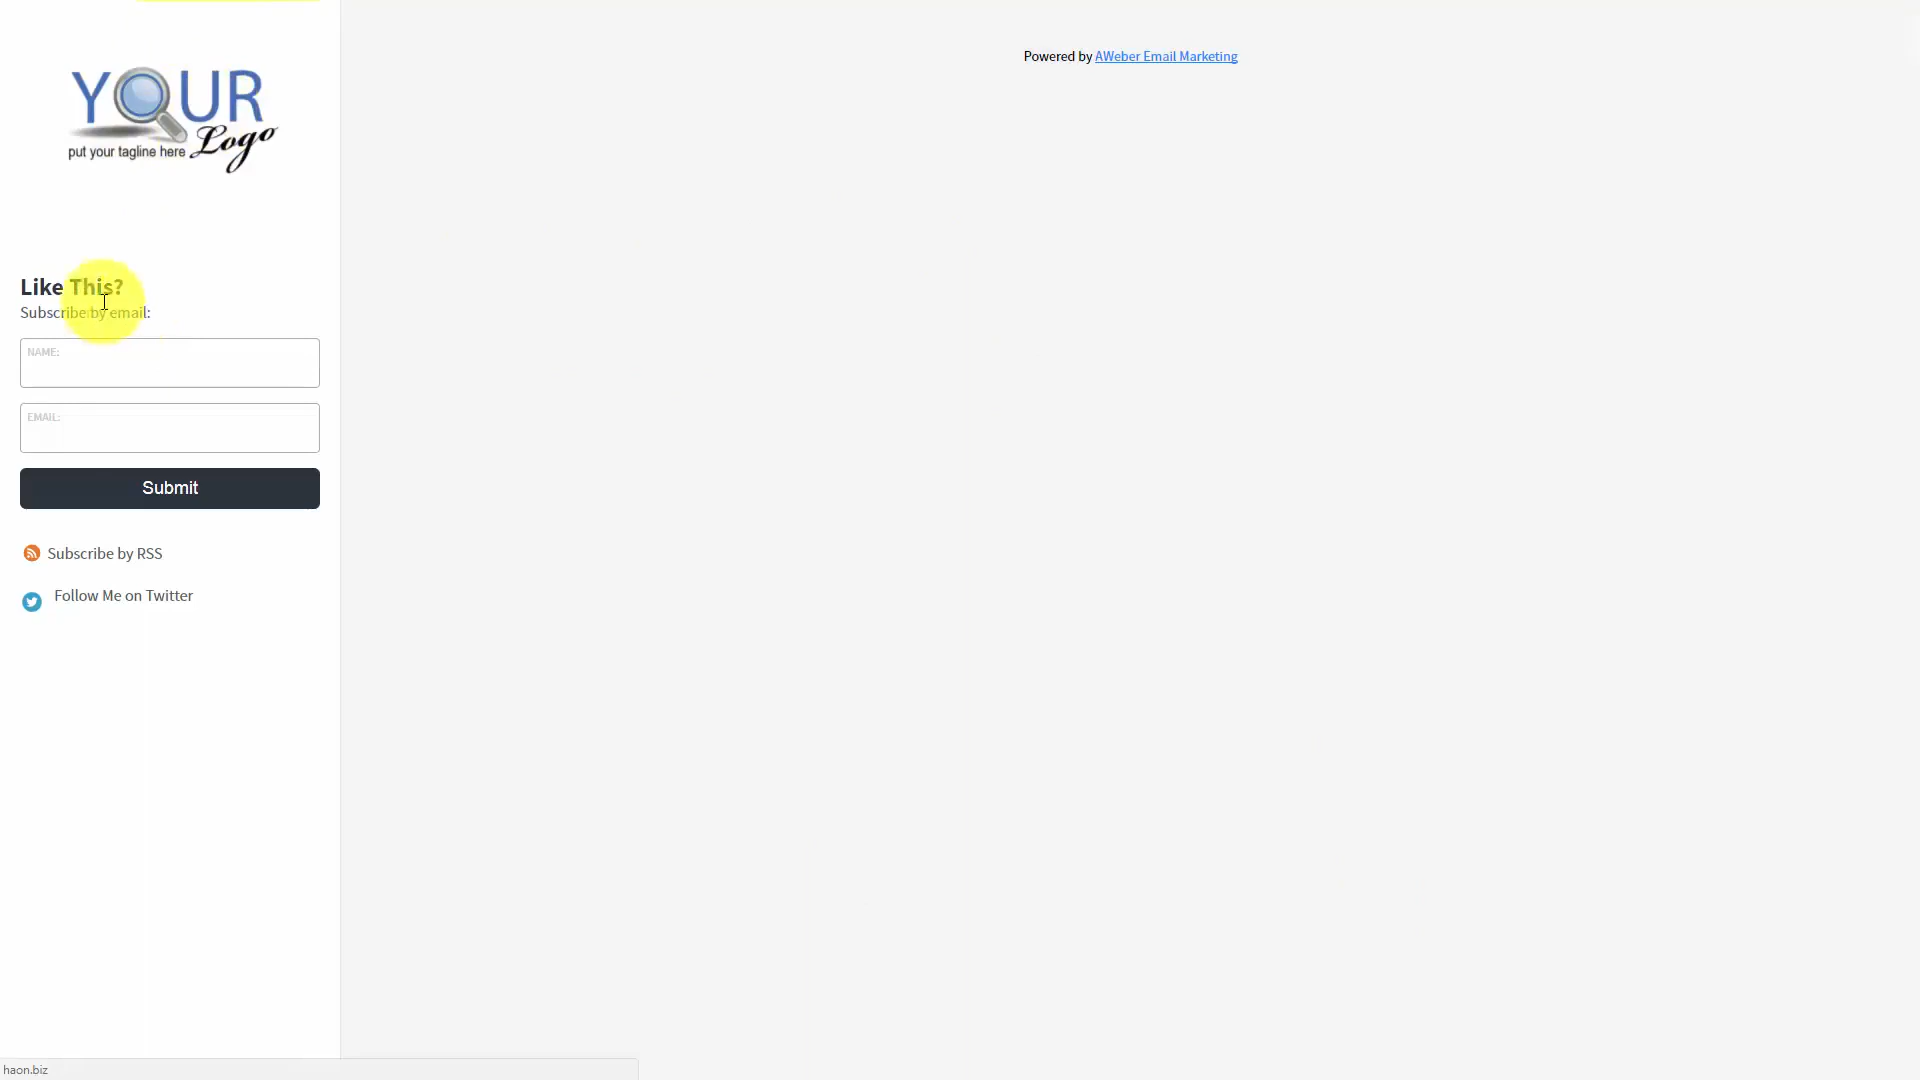 YOUR
Logo
put your tagline here
Like This?
Subscribe by email:
NAME:
EMAIL:
Submit
Subscribe by RSS
Follow Me on Twitter
Powered by AWeber Email Marketing
haon.biz